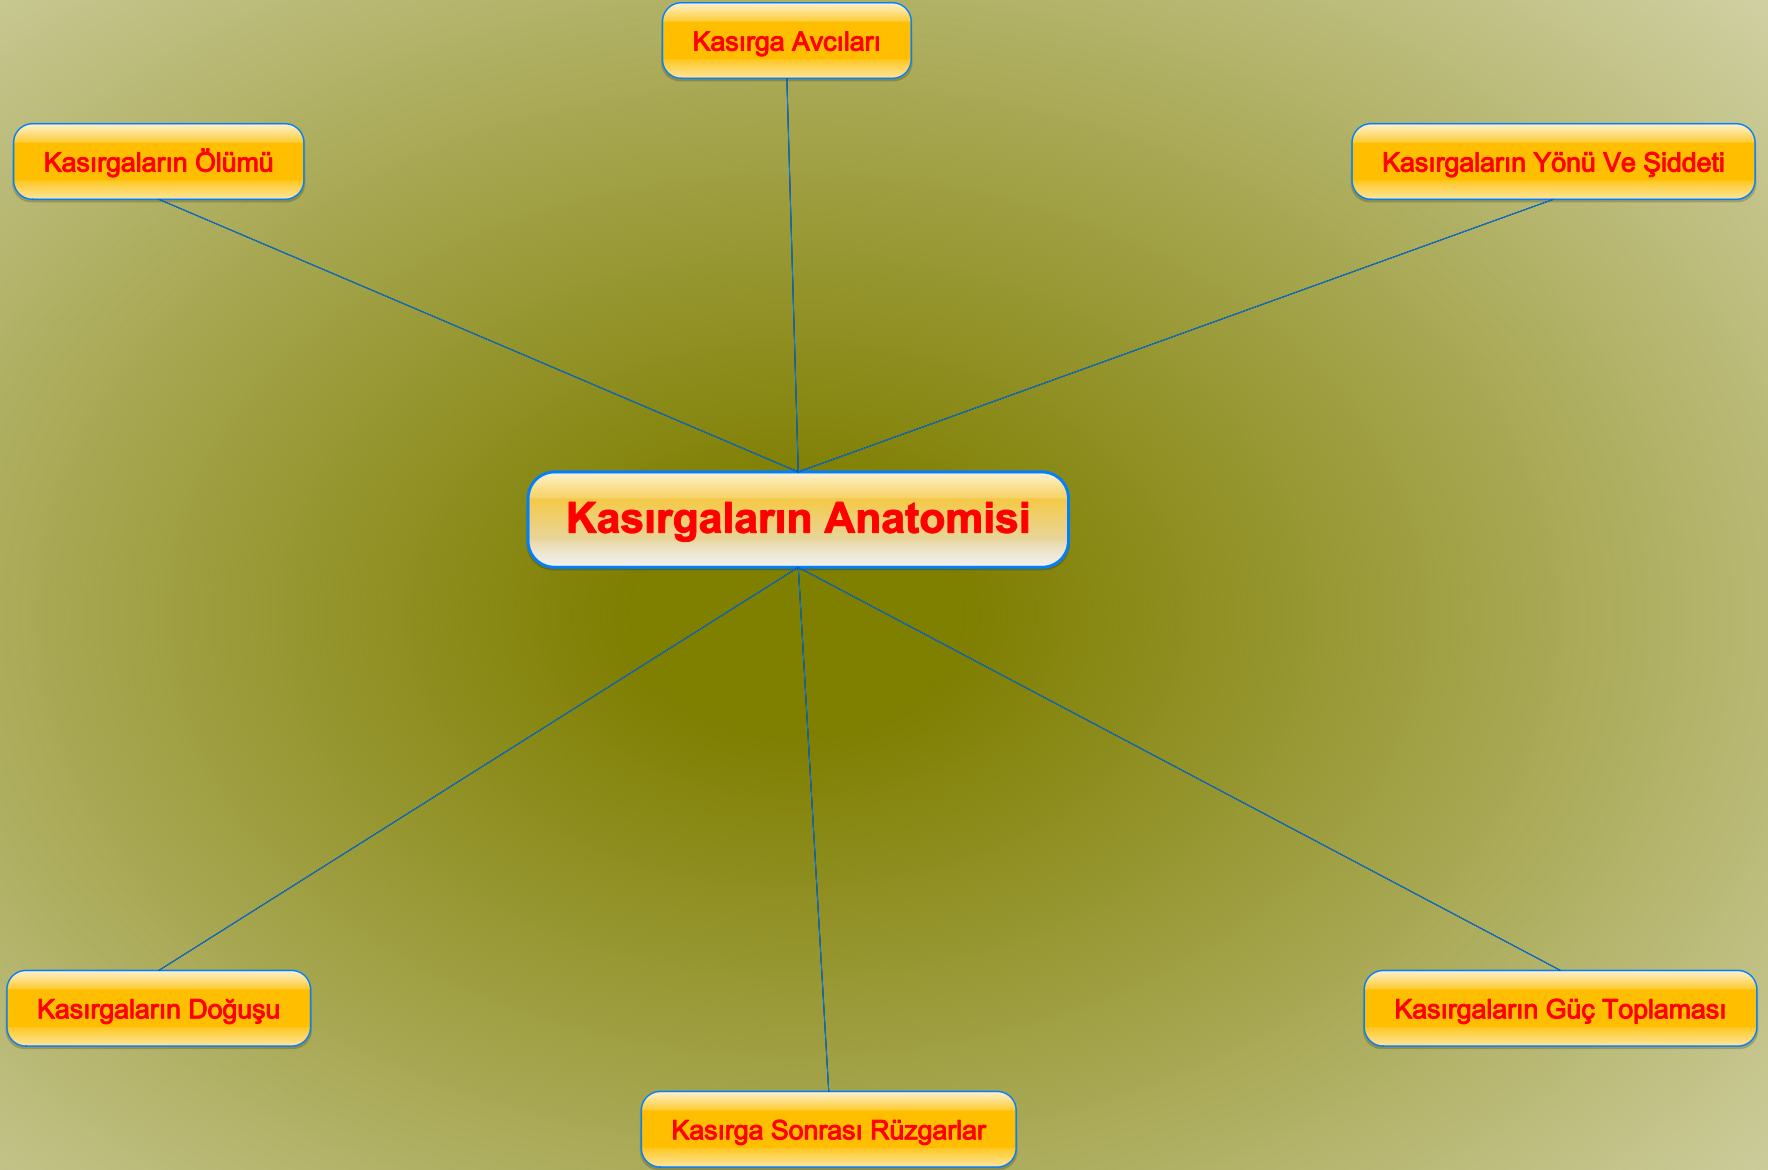 Kasırga Avcıları
Kasırgaların Ölümü
Kasırgaların Yönü Ve Şiddeti
Kasırgaların Anatomisi
Kasırgaların Doğuşu
Kasırgaların Güç Toplaması
Kasırga Sonrası Rüzgarlar